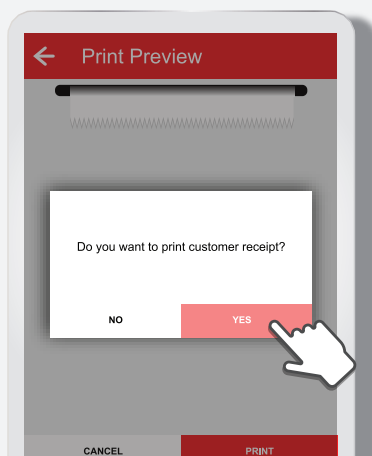 Print Preview
Do you want to print customer receipt?
NO
YES
CANCEL
PRINT